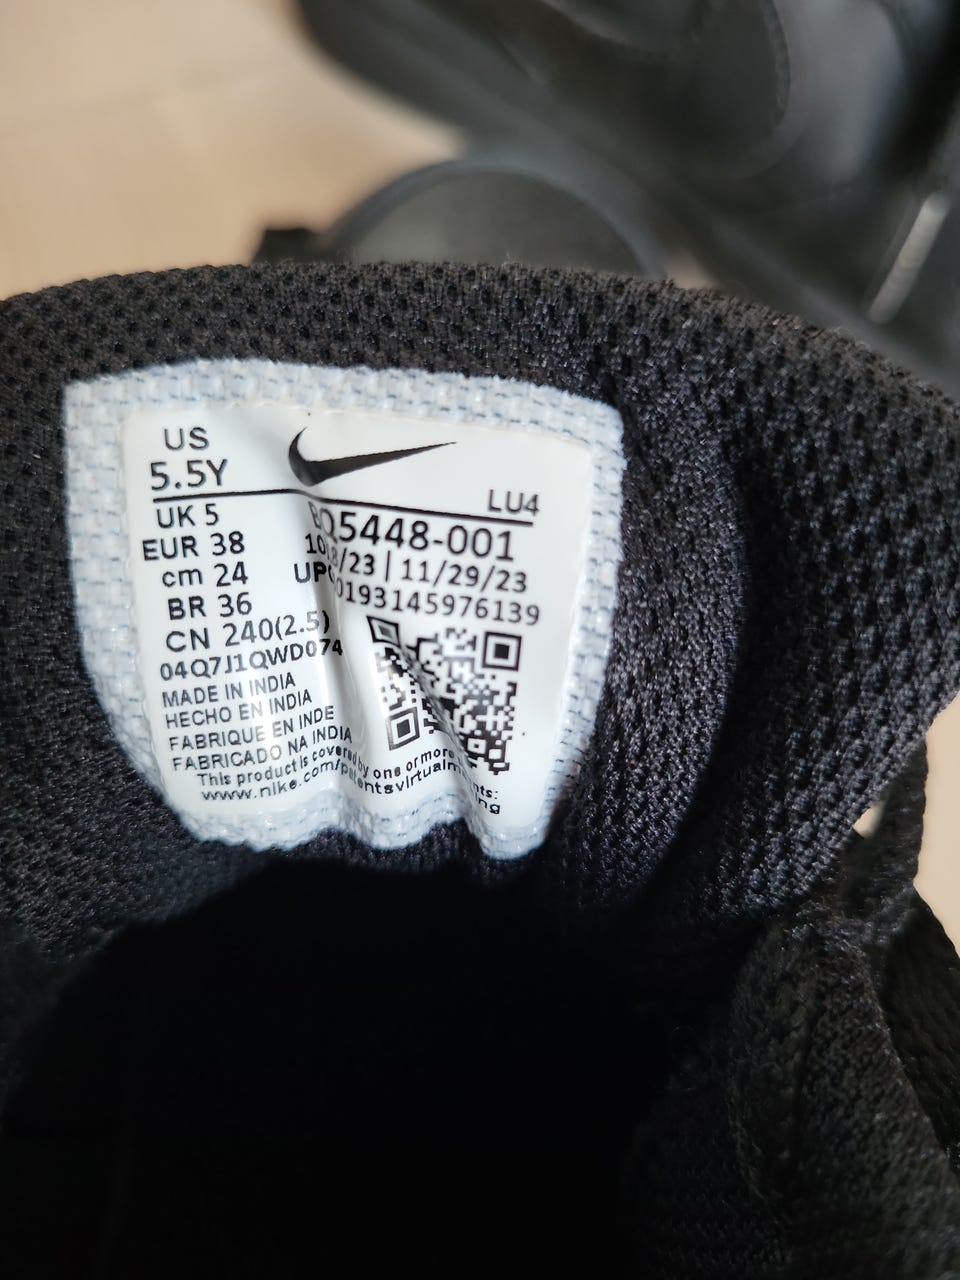 US
5.5Y
UK 5
EUR 38
cm 24
BR 36
CN 240(2.5)
04Q7J1QWD074
MADE IN INDIA
HECHO EN INDIA
FABRIQUE EN INDE
FABRICADO NA INDIA
LU4
BQ5448-001
11/29/23
This product is covered by one or more
www.nike.com/patents